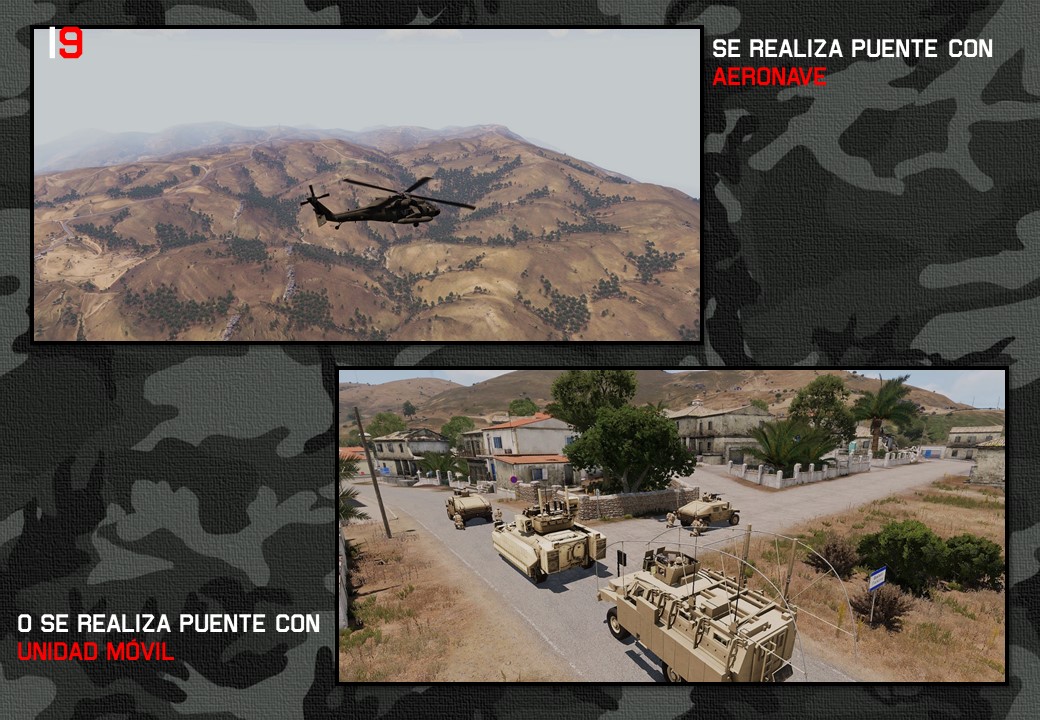 19
SE REALIZA PUENTE CON
AERONAVE
O SE REALIZA PUENTE CON
UNIDAD MÓVIL